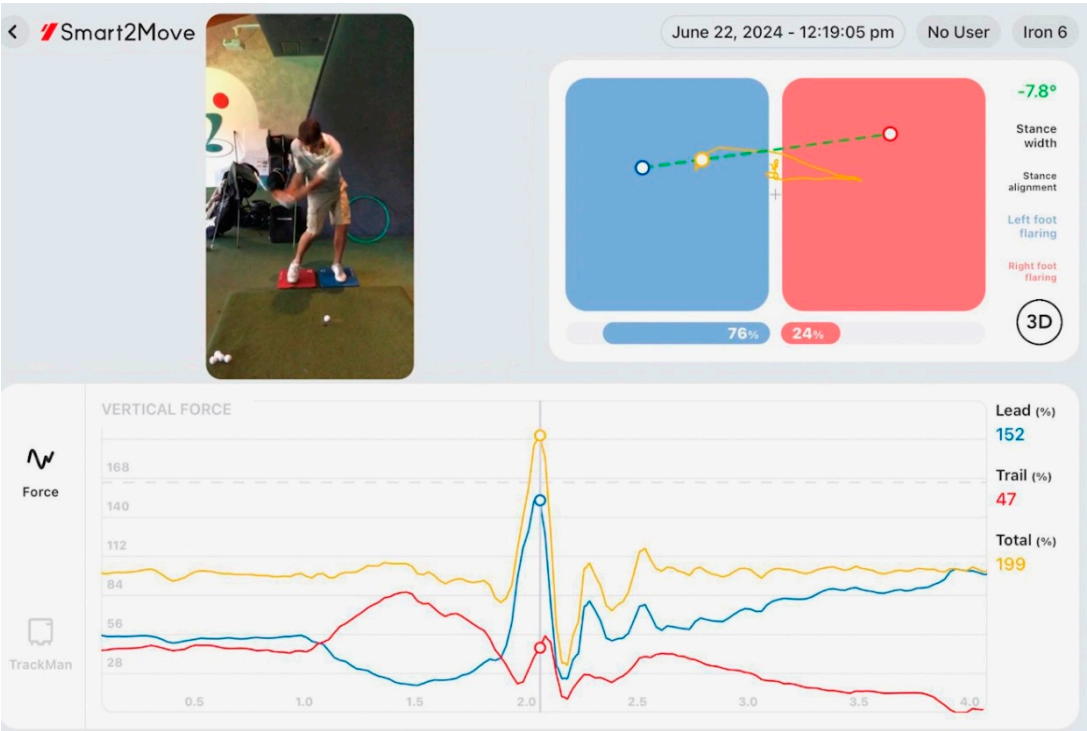 Smart2Move
June 22, 2024 - 12:19:05 pm
No User
Iron 6
-7.8°
Stance
width
Stance
alignment
Left foot
flaring
Right foot
flaring
3D
76%
24%
VERTICAL FORCE
168
140
112
84
56
28
0.5
1.0
1.5
2.0
2.5
3.0
3.5
4.0
Force
TrackMan
Lead (%)
152
Trail (%)
47
Total (%)
199